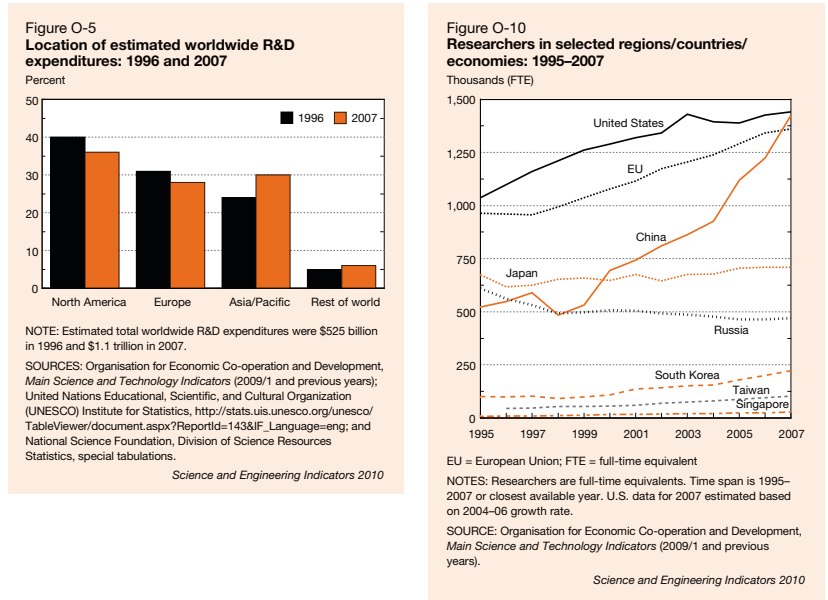 Figure O-5
Location of estimated worldwide R&D
expenditures: 1996 and 2007
Percent
50
40
30
20
10
0
1996
2007
North America
Europe
Asia/Pacific
Rest of world
NOTE: Estimated total worldwide R&D expenditures were $525 billion
in 1996 and $1.1 trillion in 2007.
SOURCES: Organisation for Economic Co-operation and Development,
Main Science and Technology Indicators (2009/1 and previous years);
United Nations Educational, Scientific, and Cultural Organization
(UNESCO) Institute for Statistics, http://stats.uis.unesco.org/unesco/
TableViewer/document.aspx?ReportId=143&IF_Language=eng; and
National Science Foundation, Division of Science Resources
Statistics, special tabulations.
Science and Engineering Indicators 2010
Figure O-10
Researchers in selected regions/countries/
economies: 1995–2007
Thousands (FTE)
1,500
1,250
1,000
750
500
250
0
United States
EU
China
Japan
Russia
South Korea
Taiwan
Singapore
1995
1997
1999
2001
2003
2005
2007
EU = European Union; FTE = full-time equivalent
NOTES: Researchers are full-time equivalents. Time span is 1995–
2007 or closest available year. U.S. data for 2007 estimated based
on 2004–06 growth rate.
SOURCE: Organisation for Economic Co-operation and Development,
Main Science and Technology Indicators (2009/1 and previous
years).
Science and Engineering Indicators 2010